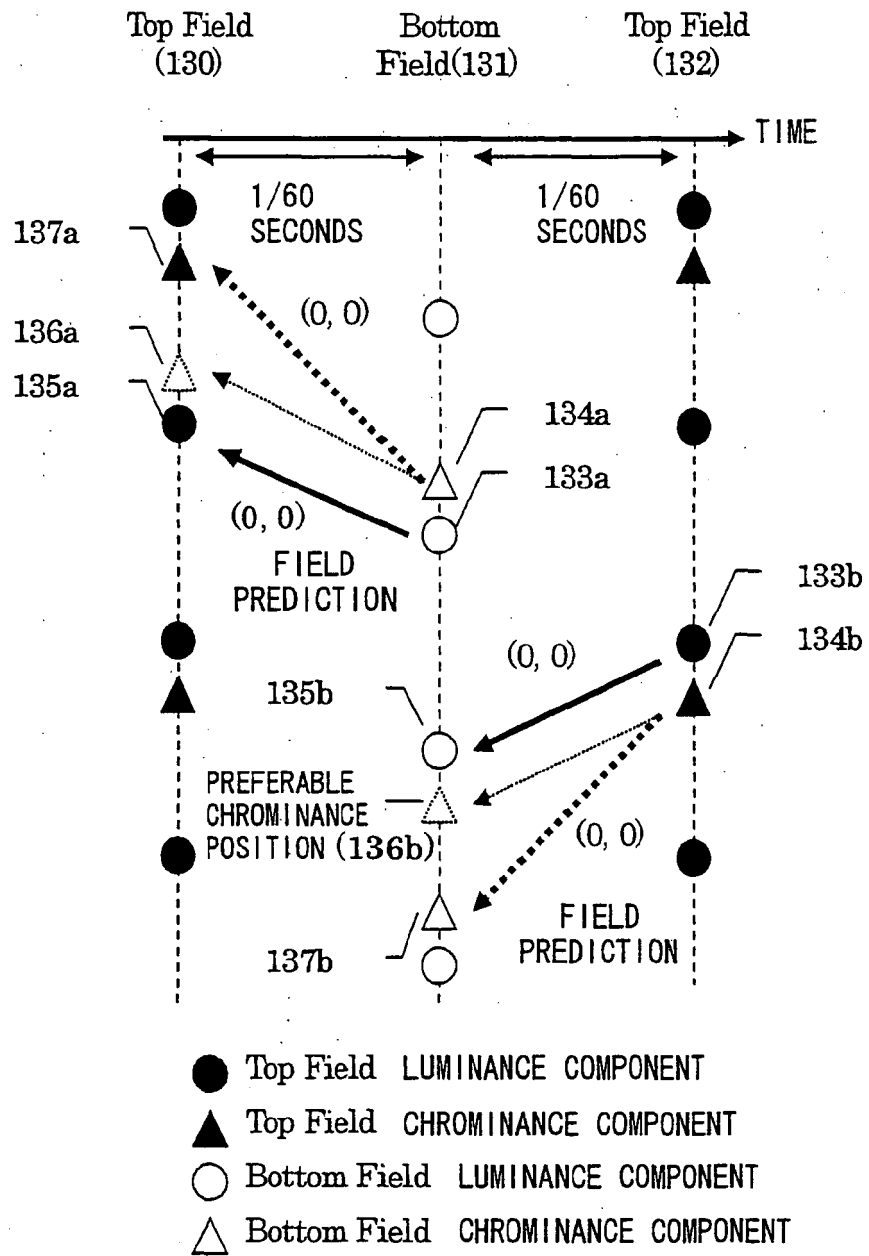 Top Field
(130)
Bottom
Field(131)
Top Field
(132)
TIME
1/60
SECONDS
1/60
SECONDS
137a
(0, 0)
136a
135a
134a
133a
(0, 0)
FIELD
PREDICTION
133b
134b
(0, 0)
135b
PREFERABLE
CHROMINANCE
POSITION (136b)
(0, 0)
FIELD
PREDICTION
137b
Top Field LUMINANCE COMPONENT
Top Field CHROMINANCE COMPONENT
Bottom Field LUMINANCE COMPONENT
Bottom Field CHROMINANCE COMPONENT